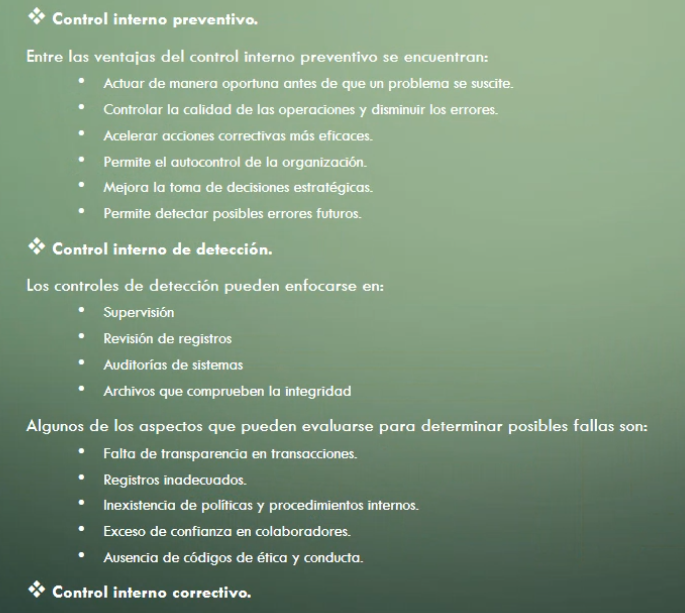 ❖ Control interno preventivo.
Entre las ventajas del control interno preventivo se encuentran:
• Actuar de manera oportuna antes de que un problema se suscite.
• Controlar la calidad de las operaciones y disminuir los errores.
• Acelerar acciones correctivas más eficaces.
• Permite el autocontrol de la organización.
• Mejora la toma de decisiones estratégicas.
• Permite detectar posibles errores futuros.
❖ Control interno de detección.
Los controles de detección pueden enfocarse en:
• Supervisión
• Revisión de registros
• Auditorías de sistemas
• Archivos que comprueben la integridad
Algunos de los aspectos que pueden evaluarse para determinar posibles fallas son:
• Falta de transparencia en transacciones.
• Registros inadecuados.
• Inexistencia de políticas y procedimientos internos.
• Exceso de confianza en colaboradores.
• Ausencia de códigos de ética y conducta.
❖ Control interno correctivo.